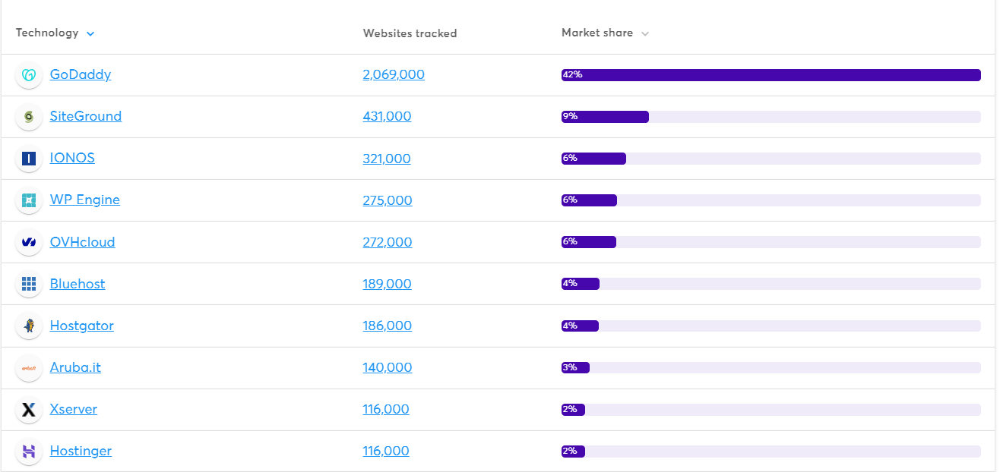 Technology Websites tracked Market share
GoDaddy 2,069,000 42%
SiteGround 431,000 9%
IONOS 321,000 6%
WP Engine 275,000 6%
OVHcloud 272,000 6%
Bluehost 189,000 4%
Hostgator 186,000 4%
Aruba.it 140,000 3%
Xserver 116,000 2%
Hostinger 116,000 2%